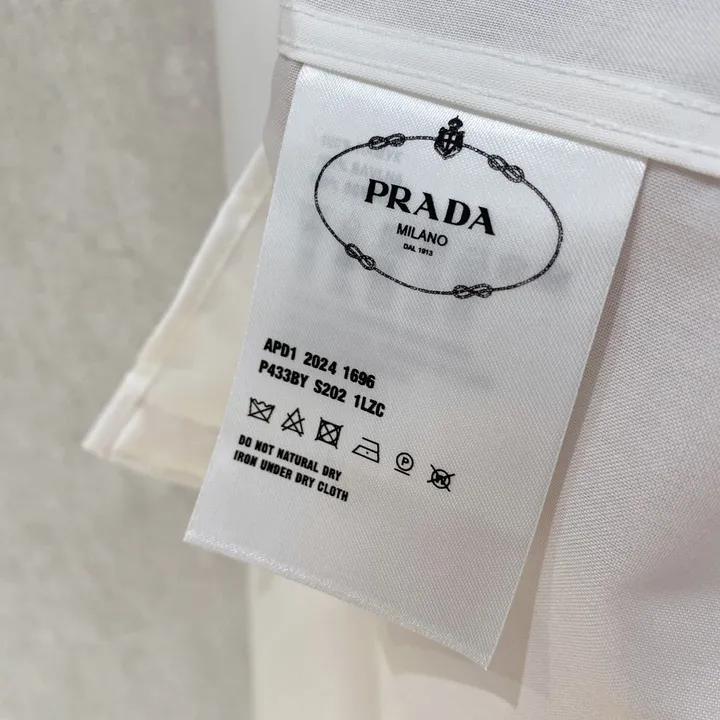 PRADA
MILANO
DAL 1913
APD1 2024 1696
P433BY S202 1LZC
P
W
DO NOT NATURAL DRY
IRON UNDER DRY CLOTH